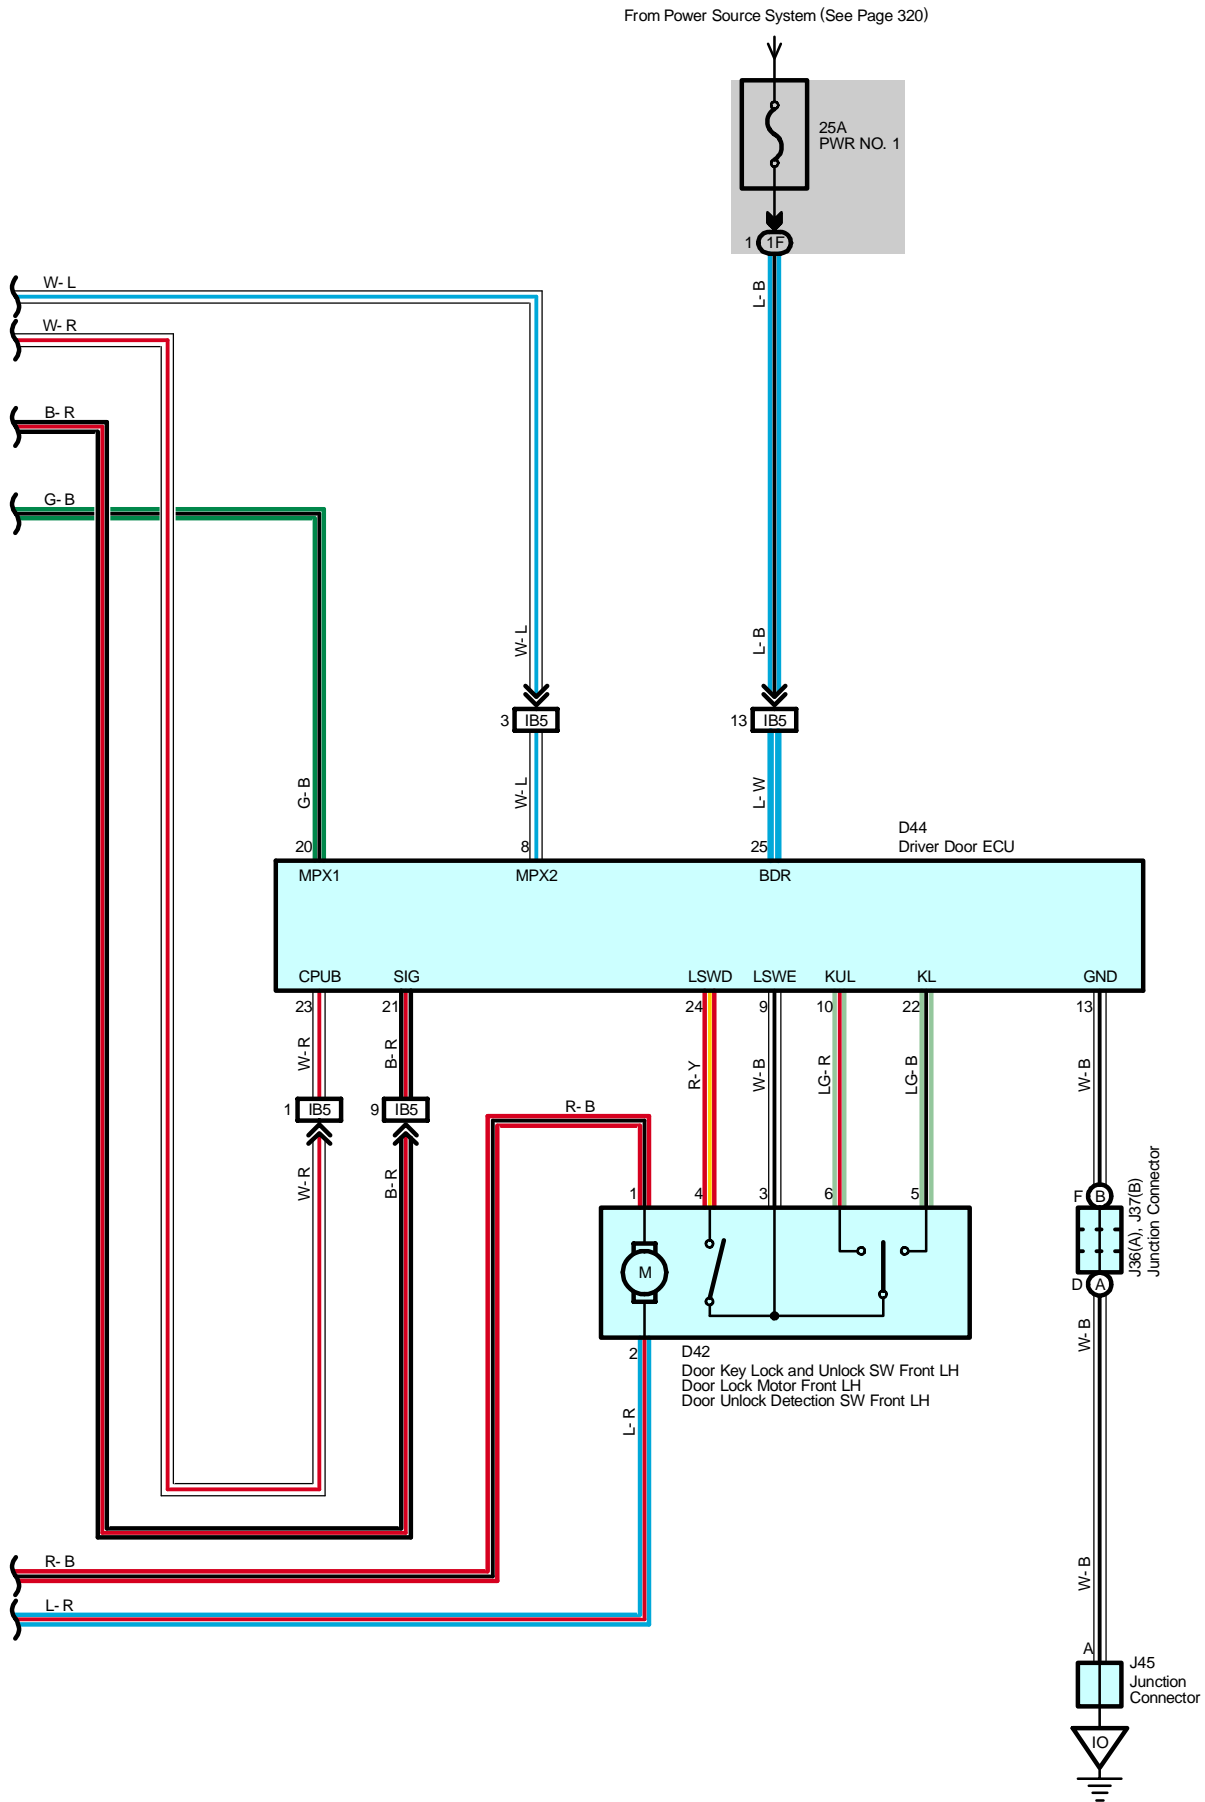 From Power Source System (See Page 320)
25A
PWR NO. 1
1 1F
W- L
L- B
W- R
B- R
G- B
W- L
L- B
3 IB5
13 IB5
G- B
W- L
L- W
D44
Driver Door ECU
20
8
25
MPX1
MPX2
BDR
CPUB
SIG
LSWD
LSWE
KUL
KL
GND
23
21
24
9
10
22
13
W- R
B- R
R- Y
W- B
LG- R
LG- B
W- B
1 IB5
9 IB5
R- B
W- R
B- R
1
4
3
6
5
F B
J36(A), J37(B)
Junction Connector
M
D A
W- B
2
D42
Door Key Lock and Unlock SW Front LH
Door Lock Motor Front LH
Door Unlock Detection SW Front LH
L- R
R- B
W- B
L- R
A
J45
Junction
Connector
IO